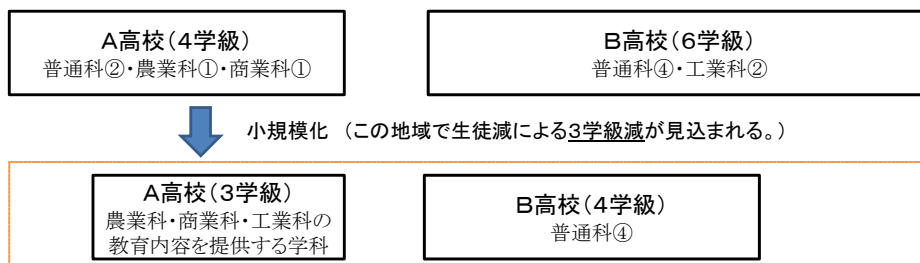 A高校(4学級)
普通科②・農業科①・商業科①
B高校(6学級)
普通科④・工業科②
小規模化 (この地域で生徒減による3学級減が見込まれる。)
A高校(3学級)
農業科・商業科・工業科の
教育内容を提供する学科
B高校(4学級)
普通科④